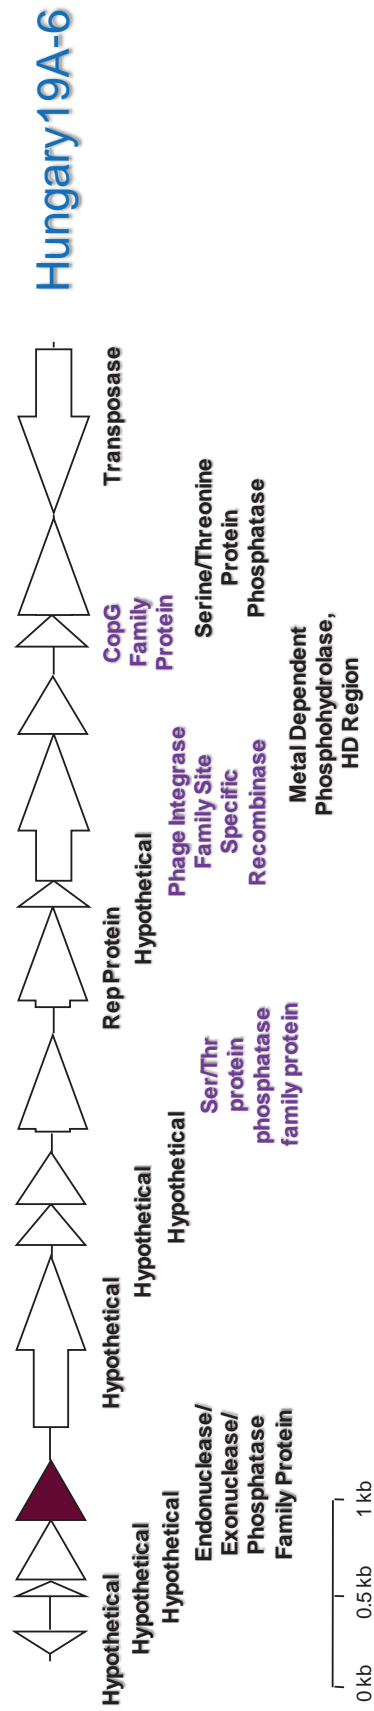 Hungary19A-6
Hypothetical
Hypothetical
Hypothetical
Endonuclease/
Exonuclease/
Phosphatase
Family Protein
Hypothetical
Hypothetical
Hypothetical
Ser/Thr
protein
phosphatase
family protein
Rep Protein
Hypothetical
Phage Integrase
Family Site
Specific
Recombinase
Metal Dependent
Phosphohydrolase,
HD Region
CopG
Family
Protein
Serine/Threonine
Protein
Phosphatase
Transposase
0 kb
0.5 kb
1 kb